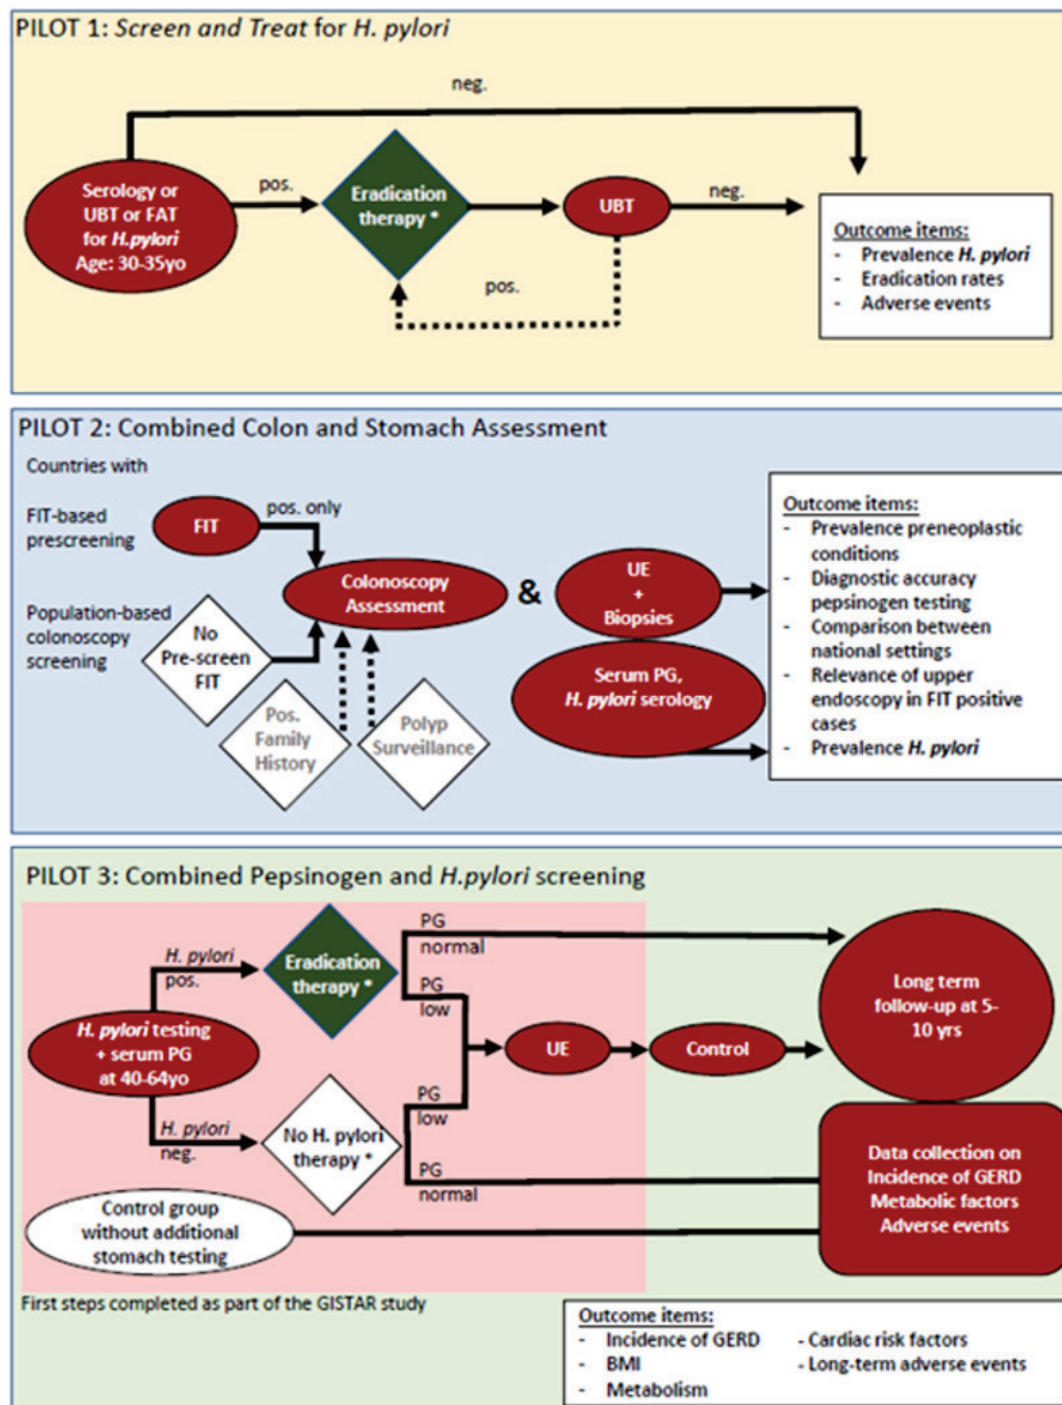 PILOT 1: Screen and Treat for H. pylori
neg.
Serology or
UBT or FAT
for H.pylori
Age: 30-35yo
pos.
Eradication
therapy *
UBT
neg.
pos.
Outcome items:
- Prevalence H. pylori
- Eradication rates
- Adverse events
PILOT 2: Combined Colon and Stomach Assessment
Countries with
FIT-based
prescreening
FIT
pos. only
Population-based
colonoscopy
screening
No
Pre-screen
FIT
Colonoscopy
Assessment
Pos.
Family
History
Polyp
Surveillance
&
UE
+
Biopsies
Serum PG,
H. pylori serology
Outcome items:
- Prevalence preneoplastic
conditions
- Diagnostic accuracy
pepsinogen testing
- Comparison between
national settings
- Relevance of upper
endoscopy in FIT positive
cases
- Prevalence H. pylori
PILOT 3: Combined Pepsinogen and H.pylori screening
H. pylori testing
+ serum PG
at 40-64yo
H. pylori
pos.
Eradication
therapy *
PG
normal
PG
low
H. pylori
neg.
No H. pylori
therapy *
PG
low
PG
normal
UE
Control
Long term
follow-up at 5-
10 yrs
Data collection on
Incidence of GERD
Metabolic factors
Adverse events
Control group
without additional
stomach testing
First steps completed as part of the GISTAR study
Outcome items:
- Incidence of GERD
- BMI
- Metabolism
- Cardiac risk factors
- Long-term adverse events